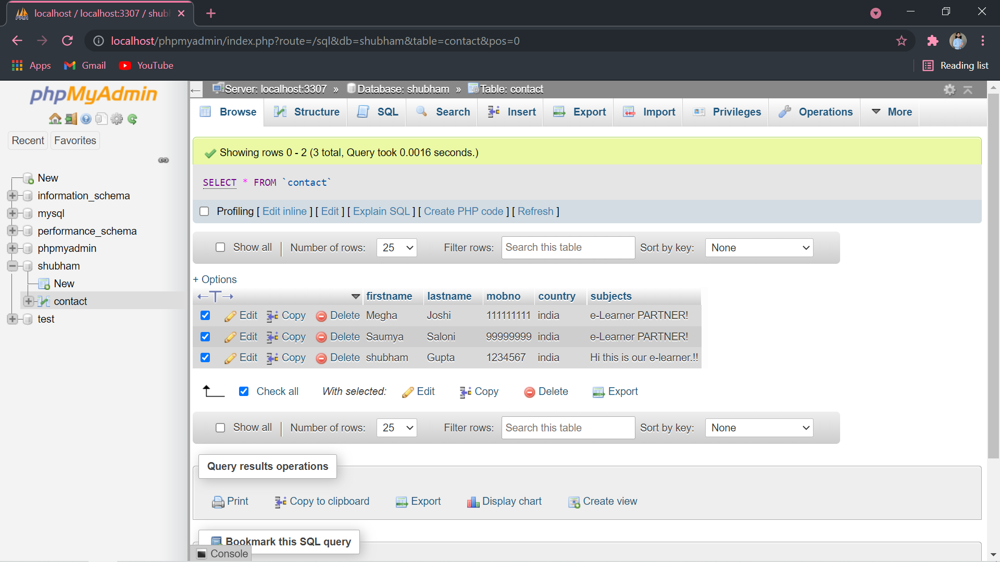 localhost / localhost:3307 / shub
localhost/phpmyadmin/index.php?route=/sql&db=shubham&table=contact&pos=0
Apps Gmail YouTube Reading list
phpMyAdmin
Recent Favorites
New
information_schema
mysql
performance_schema
phpmyadmin
shubham
New
contact
test
Server: localhost:3307 » Database: shubham » Table: contact
Browse Structure SQL Search Insert Export Import Privileges Operations More
Showing rows 0 - 2 (3 total, Query took 0.0016 seconds.)
SELECT * FROM `contact`
Profiling [ Edit inline ] [ Edit ] [ Explain SQL ] [ Create PHP code ] [ Refresh ]
Show all | Number of rows: 25 Filter rows: Search this table Sort by key: None
+ Options
←T→ firstname lastname mobno country subjects
Edit Copy Delete Megha Joshi 111111111 india e-Learner PARTNER!
Edit Copy Delete Saumya Saloni 99999999 india e-Learner PARTNER!
Edit Copy Delete shubham Gupta 1234567 india Hi this is our e-learner.!!
Check all With selected: Edit Copy Delete Export
Show all | Number of rows: 25 Filter rows: Search this table Sort by key: None
Query results operations
Print Copy to clipboard Export Display chart Create view
Bookmark this SQL query
Console